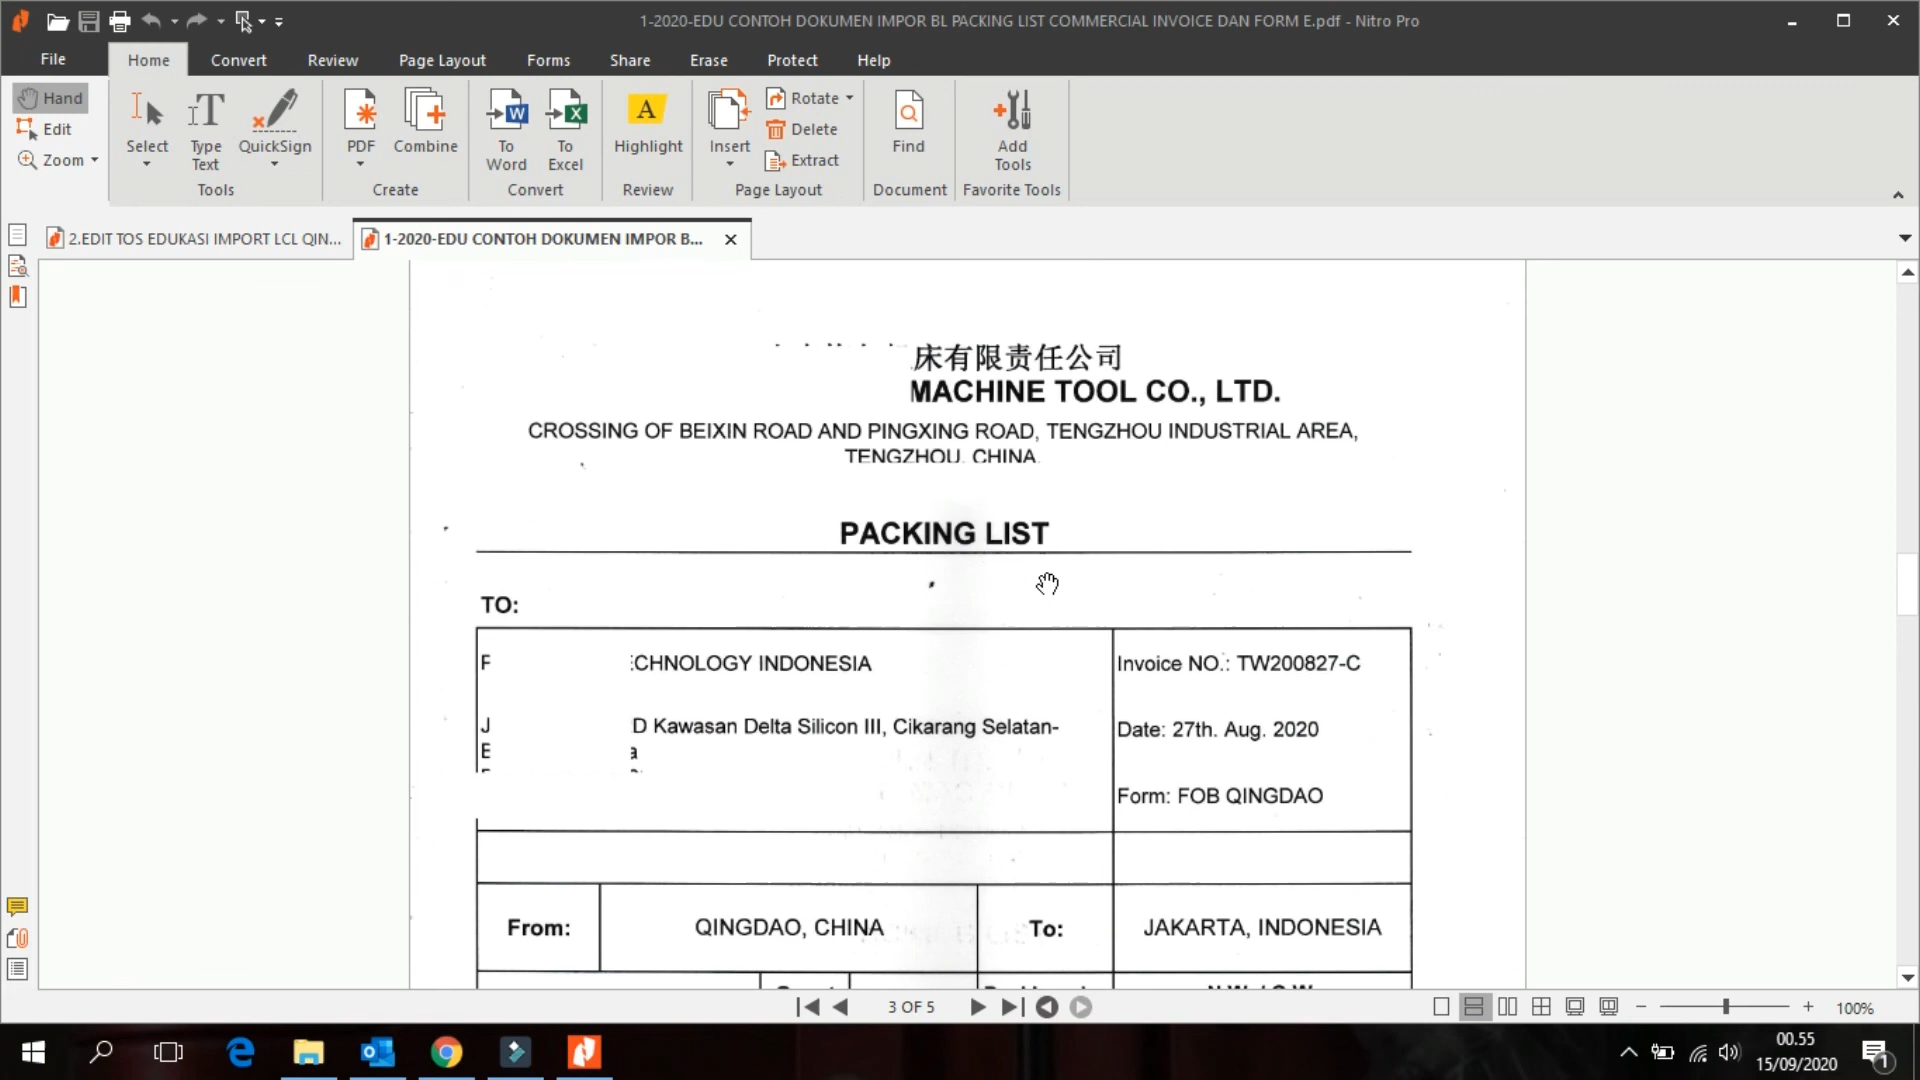 1-2020-EDU CONTOH DOKUMEN IMPOR BL PACKING LIST COMMERCIAL INVOICE DAN FORM E.pdf - Nitro Pro
File Home Convert Review Page Layout Forms Share Erase Protect Help
Hand
Edit
Zoom
Select
Type Text
QuickSign
Tools
PDF
Combine
Create
To Word
To Excel
Convert
Highlight
Review
Insert
Rotate
Delete
Extract
Page Layout
Find
Document
Add Tools
Favorite Tools
2.EDIT TOS EDUKASI IMPORT LCL QIN...
1-2020-EDU CONTOH DOKUMEN IMPOR B...
床有限责任公司
MACHINE TOOL CO., LTD.
CROSSING OF BEIXIN ROAD AND PINGXING ROAD, TENGZHOU INDUSTRIAL AREA,
TENGZHOU. CHINA.
PACKING LIST
TO:
ECHNOLOGY INDONESIA
Invoice NO.: TW200827-C
D Kawasan Delta Silicon III, Cikarang Selatan-
Date: 27th. Aug. 2020
Form: FOB QINGDAO
From: QINGDAO, CHINA To: JAKARTA, INDONESIA
3 OF 5
100%
00.55
15/09/2020
1